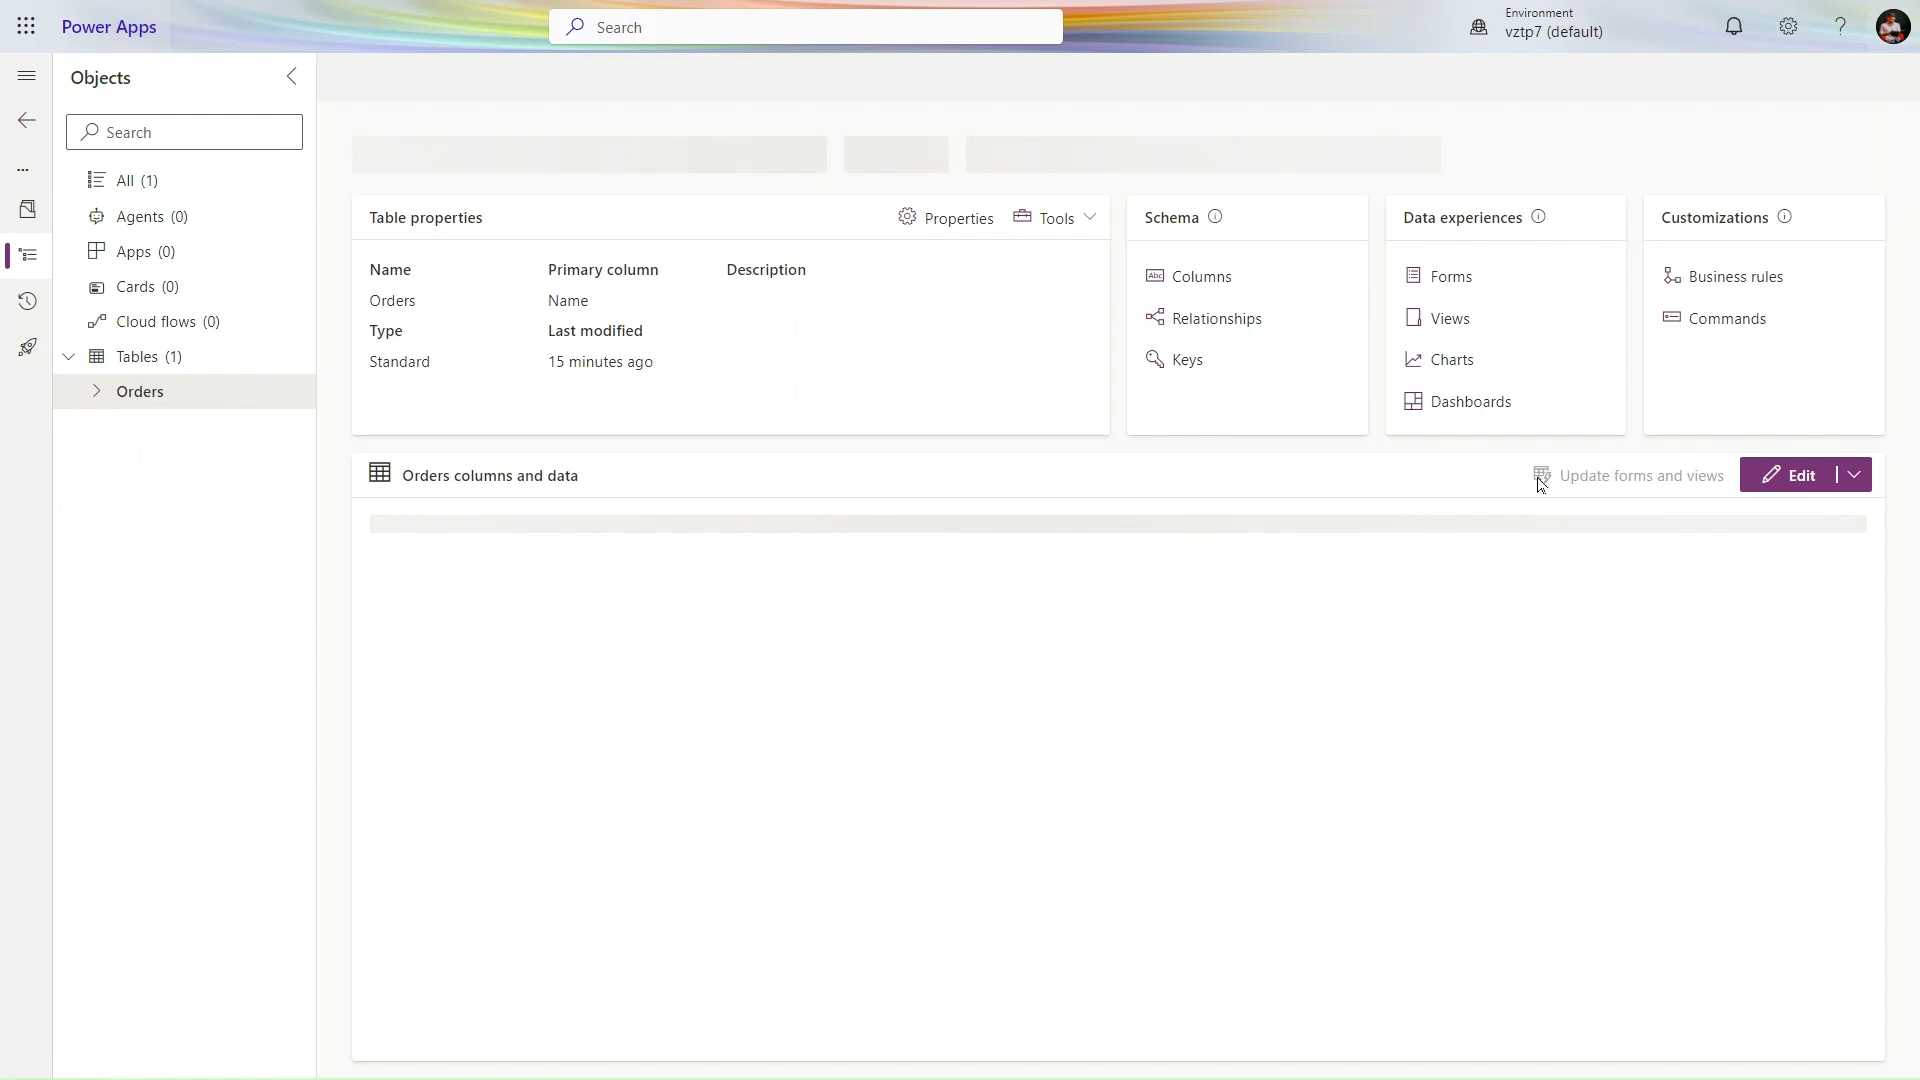 Power Apps
Search
Environment
vztp7 (default)
Objects
Search
All (1)
Agents (0)
Apps (0)
Cards (0)
Cloud flows (0)
Tables (1)
Orders
Table properties
Properties
Tools
Name
Primary column
Description
Orders
Name
Type
Last modified
Standard
15 minutes ago
Schema
Columns
Relationships
Keys
Data experiences
Forms
Views
Charts
Dashboards
Customizations
Business rules
Commands
Orders columns and data
Update forms and views
Edit